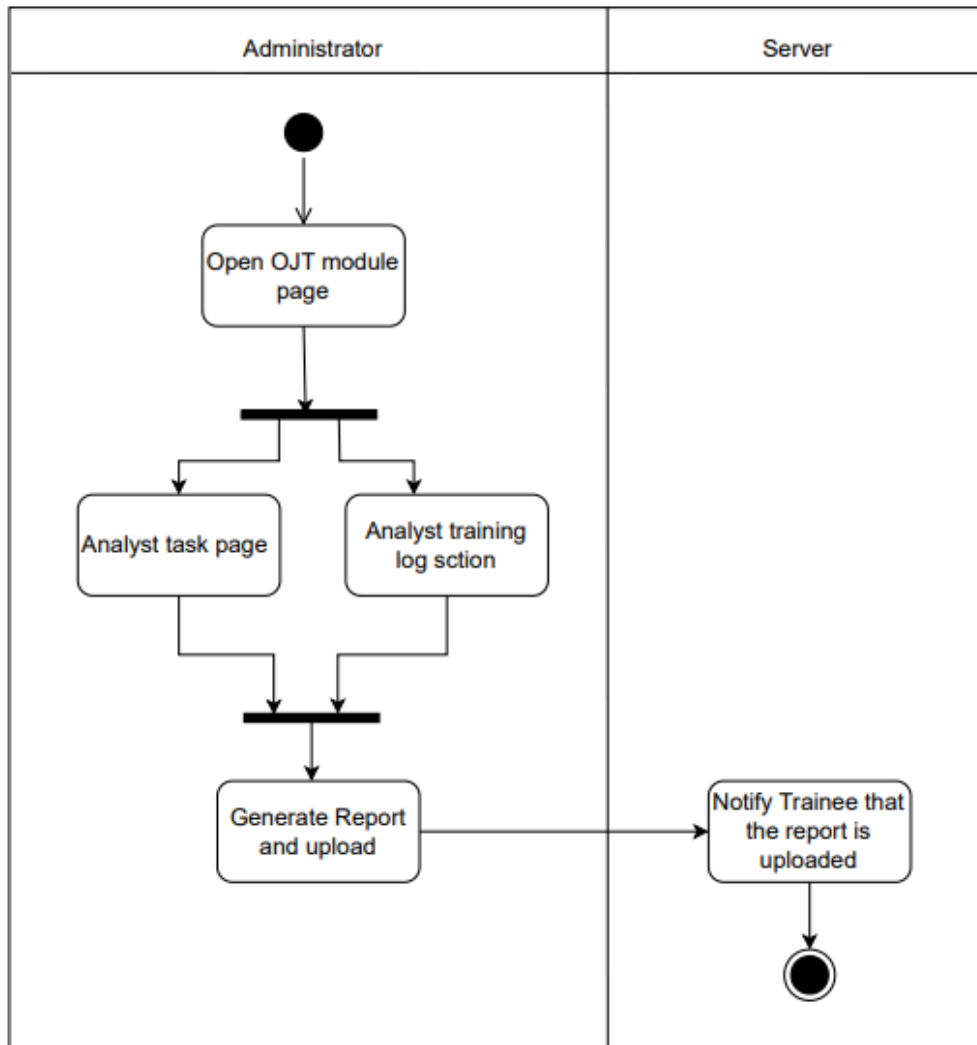 Administrator
Server
Open OJT module
page
Analyst task page
Analyst training
log sction
Generate Report
and upload
Notify Trainee that
the report is
uploaded